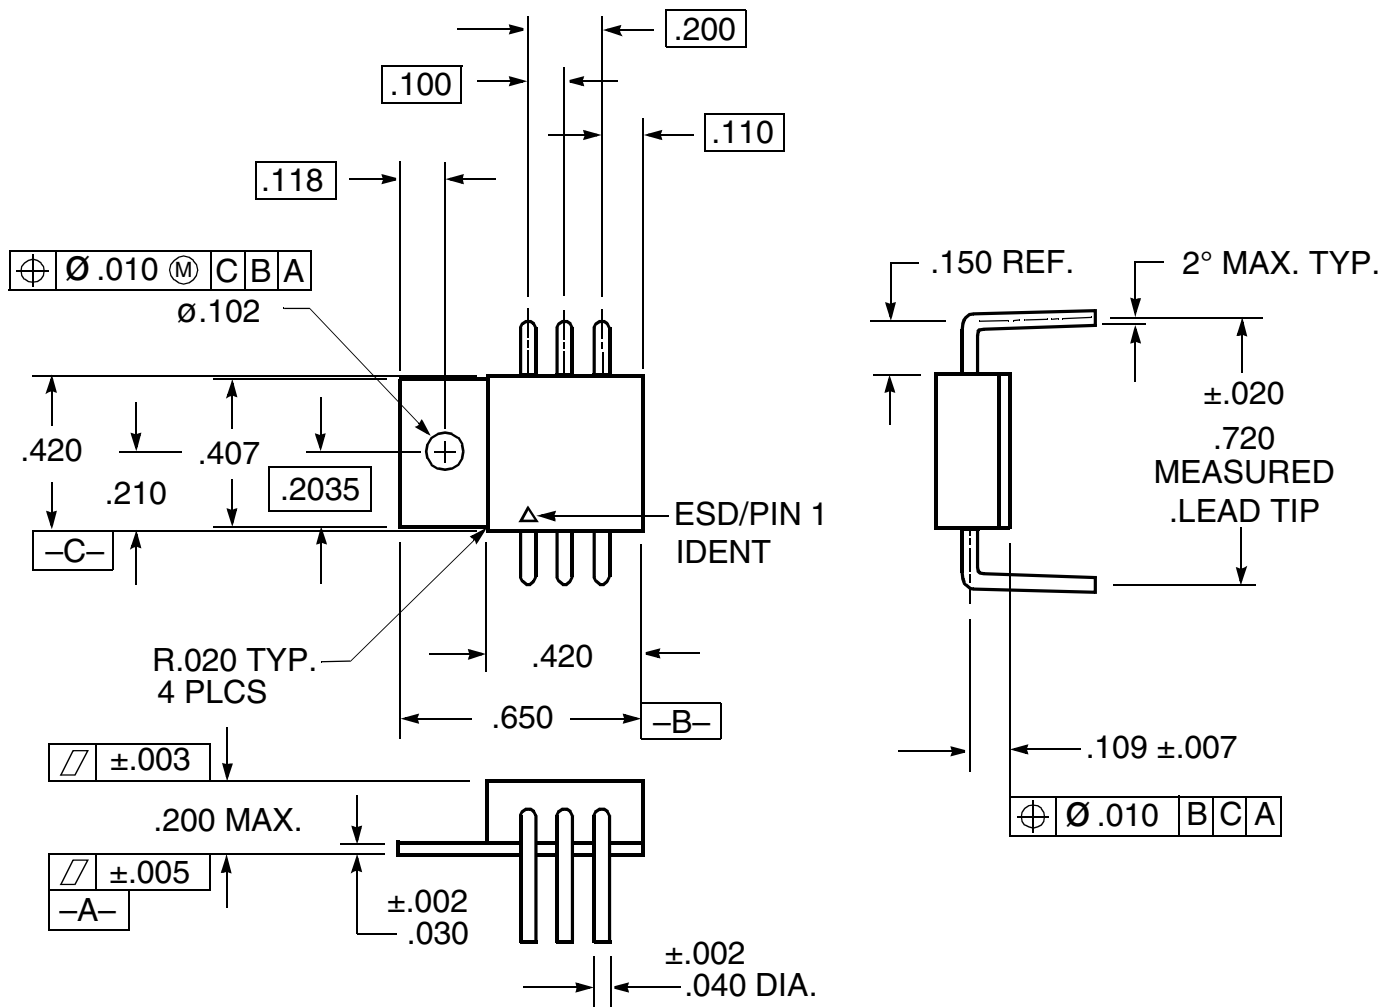 .200
.100
.110
.118
Ø .010 Ⓜ C B A
ø.102
.150 REF.
2° MAX. TYP.
±.020
.720
MEASURED
.LEAD TIP
.420
.407
.210
.2035
–C–
ESD/PIN 1
IDENT
R.020 TYP.
4 PLCS
.420
.650
–B–
.109 ±.007
Ø .010 B C A
±.003
.200 MAX.
±.005
–A–
±.002
.030
±.002
.040 DIA.